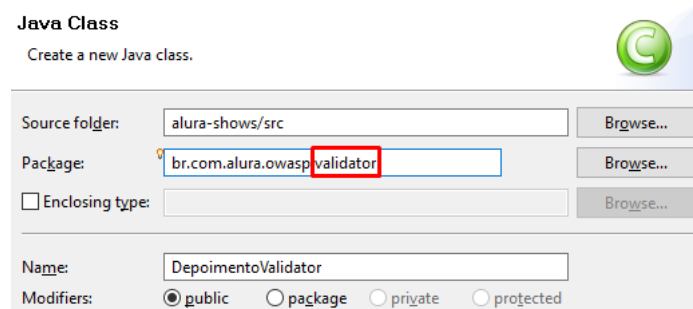 Java Class
Create a new Java class.
C
Source folder: alura-shows/src Browse...
Package: br.com.alura.owasp.validator Browse...
Enclosing type: Browse...
Name: DepoimentoValidator
Modifiers: public package private protected